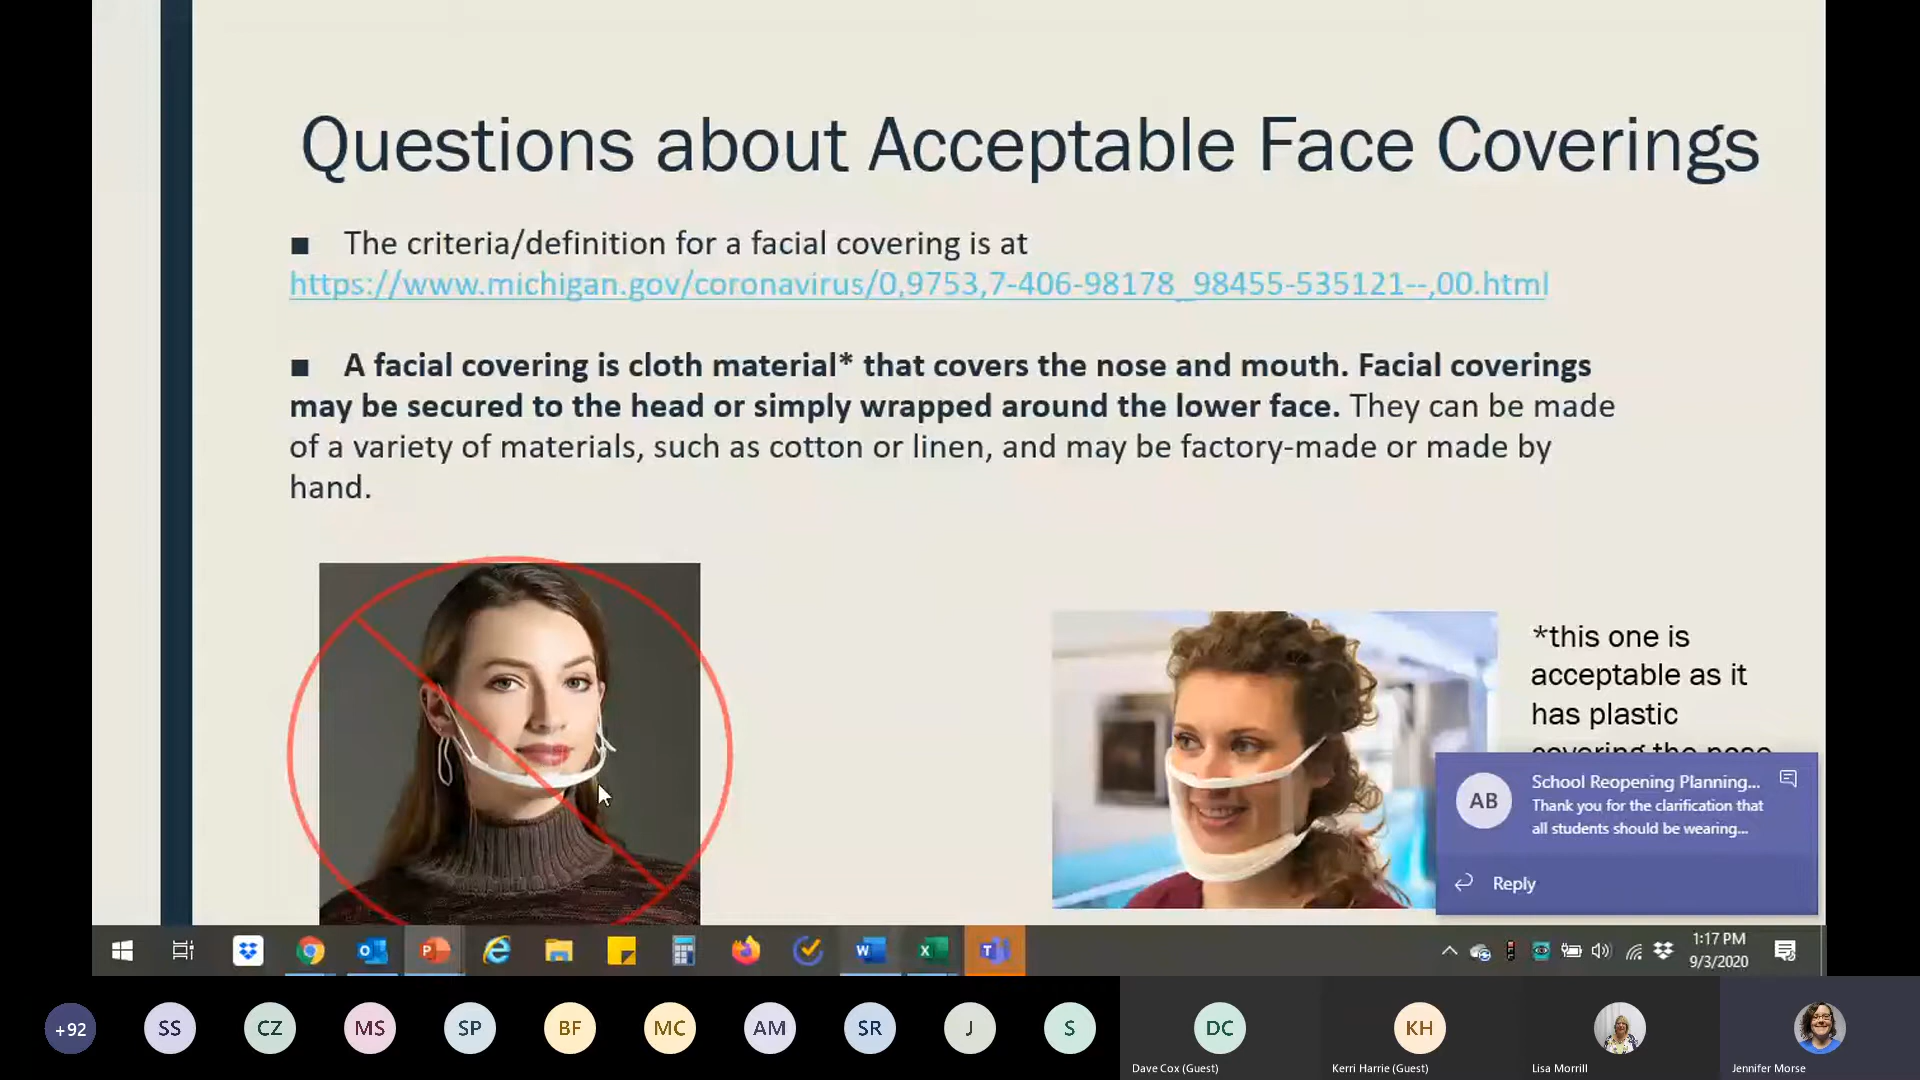 Questions about Acceptable Face Coverings
■ The criteria/definition for a facial covering is at
https://www.michigan.gov/coronavirus/0,9753,7-406-98178_98455-535121--,00.html
■ A facial covering is cloth material* that covers the nose and mouth. Facial coverings
may be secured to the head or simply wrapped around the lower face. They can be made
of a variety of materials, such as cotton or linen, and may be factory-made or made by
hand.
*this one is
acceptable as it
has plastic
covering the nose
AB
School Reopening Planning...
Thank you for the clarification that
all students should be wearing...
Reply
1:17 PM
9/3/2020
+92
SS
CZ
MS
SP
BF
MC
AM
SR
J
S
DC
KH
Dave Cox (Guest)
Kerri Harrie (Guest)
Lisa Morrill
Jennifer Morse